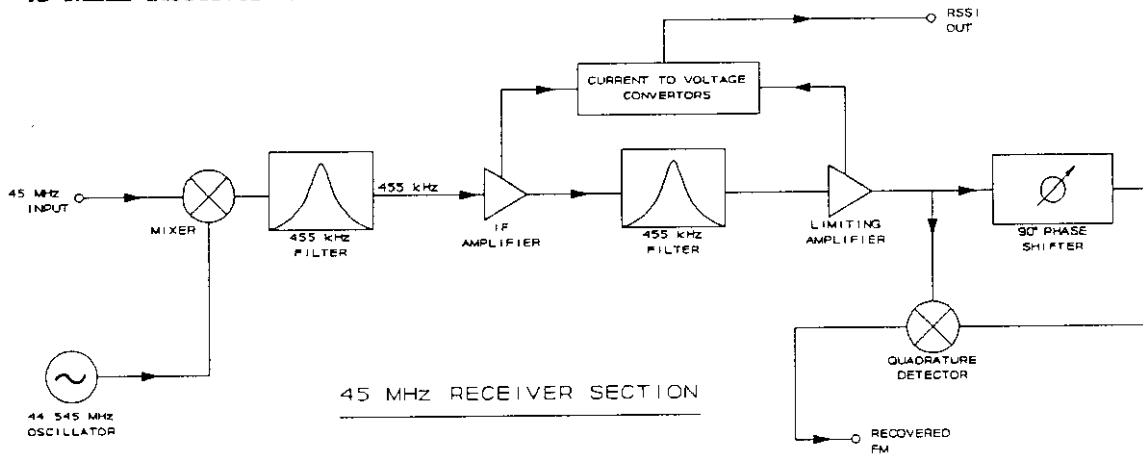 RSSI
OUT
CURRENT TO VOLTAGE
CONVERTORS
45 MHz
INPUT
MIXER
455 kHz
FILTER
455 kHz
IF
AMPLIFIER
455 kHz
FILTER
LIMITING
AMPLIFIER
90° PHASE
SHIFTER
QUADRATURE
DETECTOR
44 545 MHz
OSCILLATOR
45 MHz RECEIVER SECTION
RECOVERED
FM